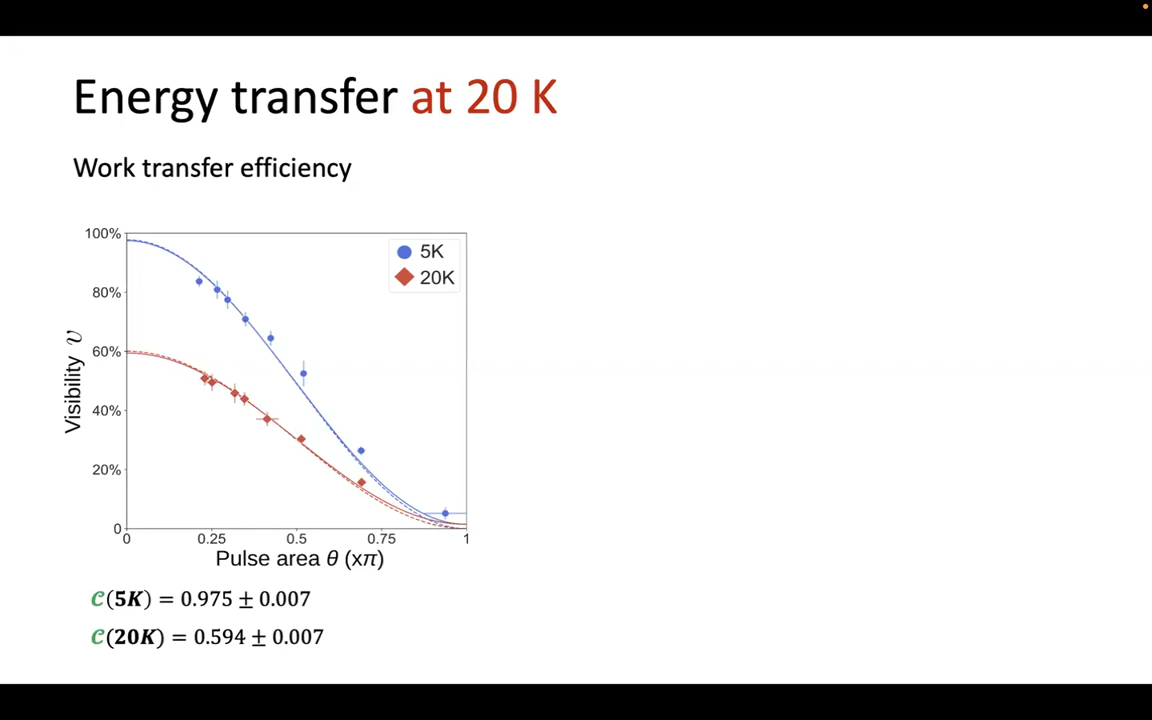 Energy transfer at 20 K
Work transfer efficiency
100%
80%
60%
40%
20%
0
Visibility 𝑣
5K
20K
0 0.25 0.5 0.75 1
Pulse area θ (xπ)
𝒞(5K) = 0.975 ± 0.007
𝒞(20K) = 0.594 ± 0.007